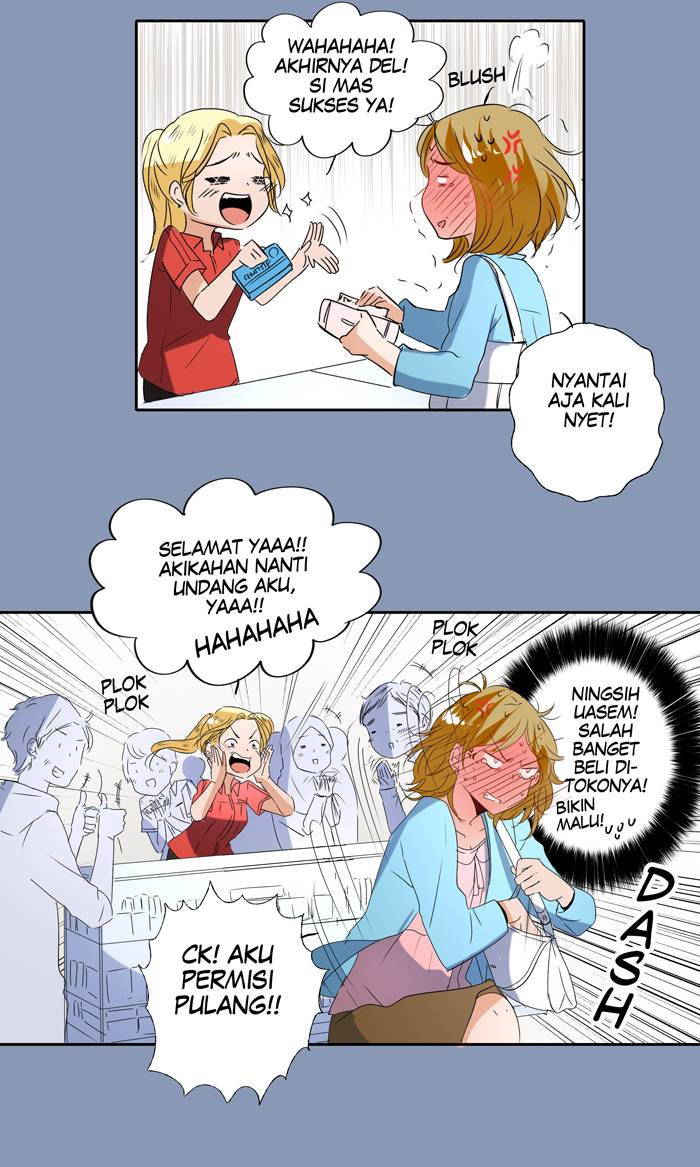 WAHAHAHA!
AKHIRNYA DEL!
SI MAS
SUKSES YA!
BLUSH
NYANTAI
AJA KALI
NYET!
SELAMAT YAAA!!
AKIKAHAN NANTI
UNDANG AKU,
YAAA!!
HAHAHAHA
PLOK
PLOK
PLOK
PLOK
NINGSIH
UASEM!
SALAH
BANGET
BELI DI-
TOKONYA!
BIKIN
MALU!
CK! AKU
PERMISI
PULANG!!
DASH